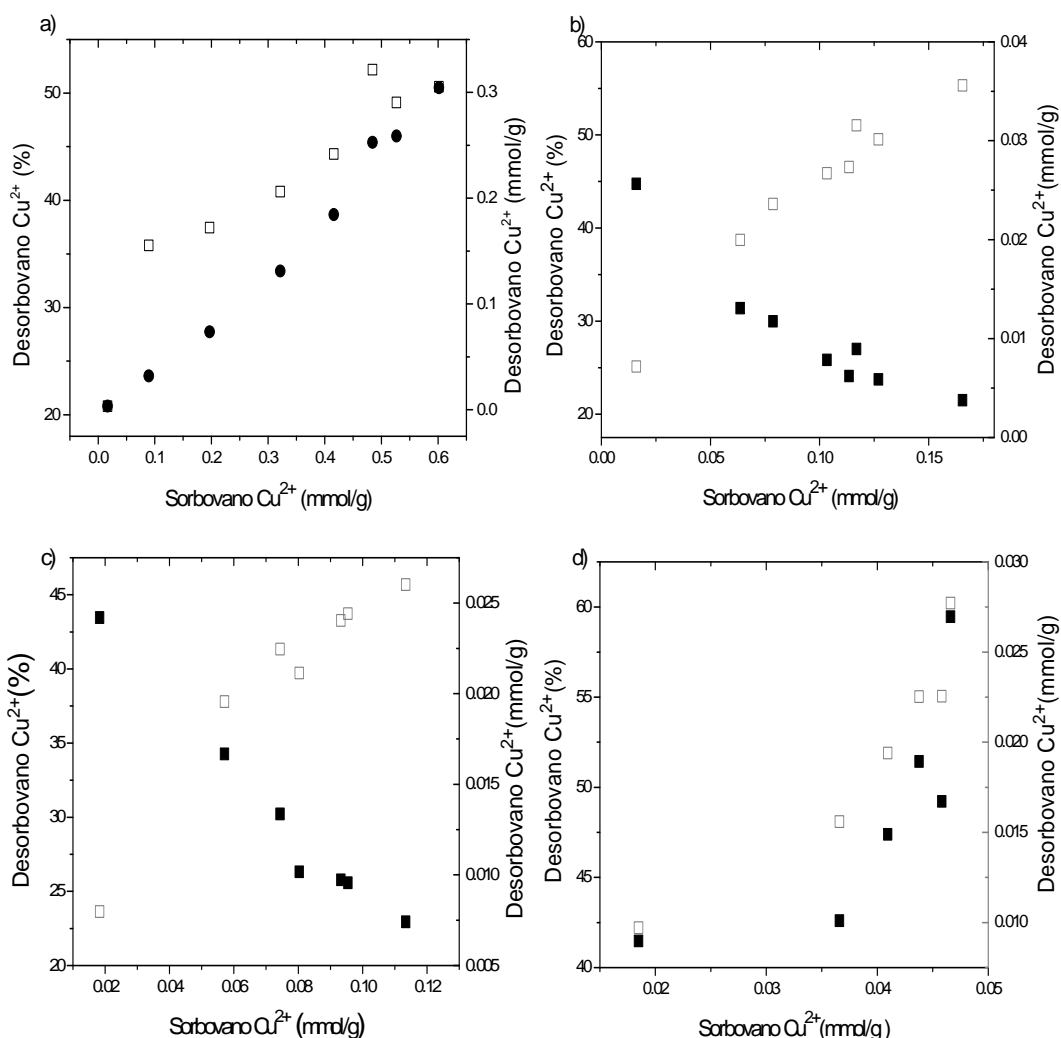 a)
50
40
30
20
0.3
0.2
0.1
0.0
0.0 0.1 0.2 0.3 0.4 0.5 0.6
Desorbovano Cu²⁺ (%)
Desorbovano Cu²⁺ (mmol/g)
Sorbovano Cu²⁺ (mmol/g)
b)
60
50
40
30
20
0.04
0.03
0.02
0.01
0.00
0.00 0.05 0.10 0.15
Desorbovano Cu²⁺ (%)
Desorbovano Cu²⁺(mmol/g)
Sorbovano Cu²⁺ (mmol/g)
c)
45
40
35
30
25
20
0.025
0.020
0.015
0.010
0.005
0.02 0.04 0.06 0.08 0.10 0.12
Desorbovano Cu²⁺(%)
Desorbovano Cu²⁺(mmol/g)
Sorbovano Cu²⁺ (mmol/g)
d)
60
55
50
45
40
0.030
0.025
0.020
0.015
0.010
0.02 0.03 0.04 0.05
Desorbovano Cu²⁺ (%)
Desorbovano Cu²⁺(mmol/g)
Sorbovano Cu²⁺(mmol/g)